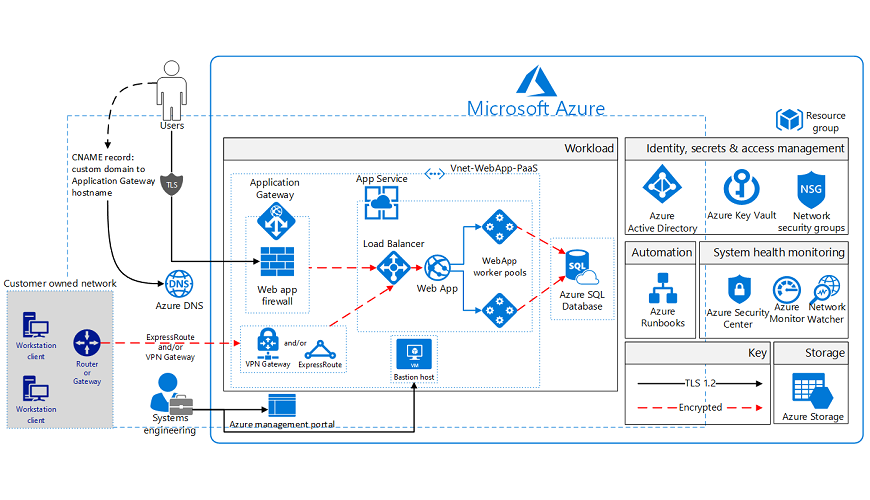 Microsoft Azure
Resource
group
Users
CNAME record:
custom domain to
Application Gateway
hostname
TLS
Workload
Vnet-WebApp-PaaS
Application
Gateway
App Service
Web app
firewall
Load Balancer
Web App
WebApp
worker pools
SQL
Azure SQL
Database
DNS
Azure DNS
Customer owned network
Workstation
client
Router
or
Gateway
Workstation
client
ExpressRoute
and/or
VPN Gateway
VPN Gateway
and/or
ExpressRoute
VM
Bastion host
Systems
engineering
Azure management portal
Identity, secrets & access management
Azure
Active Directory
Azure Key Vault
NSG
Network
security groups
Automation
Azure
Runbooks
System health monitoring
Azure Security
Center
Azure
Monitor
Network
Watcher
Key
TLS 1.2
Encrypted
Storage
Azure Storage